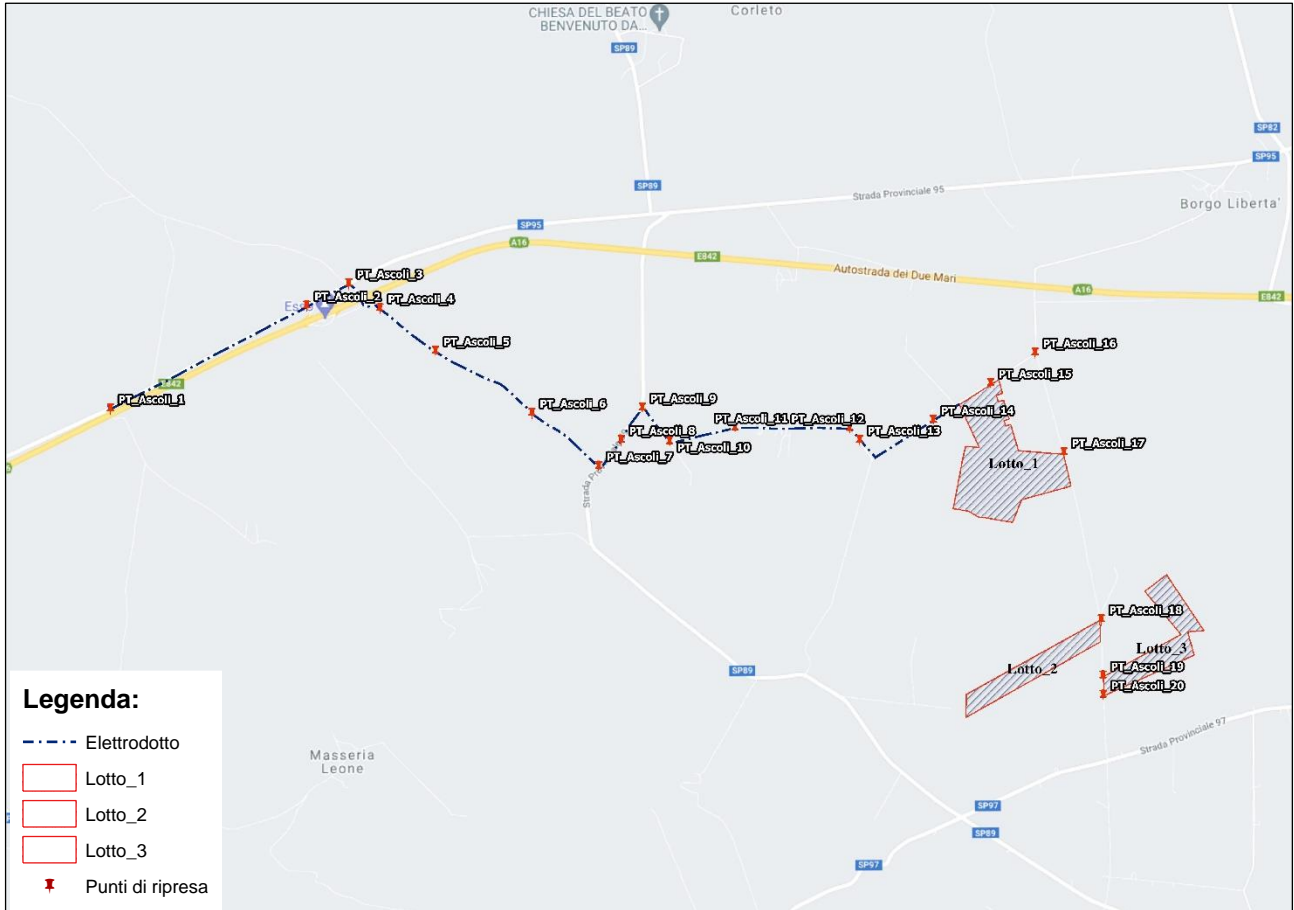 CHIESA DEL BEATO
BENVENUTO DA...
Corleto
SP89
SP82
SP95
SP89
Strada Provinciale 95
Borgo Liberta'
SP95
A16
E842
Autostrada dei Due Mari
A16
E842
PT_Ascoli_3
PT_Ascoli_2
Esso
PT_Ascoli_4
PT_Ascoli_5
PT_Ascoli_16
PT_Ascoli_15
E842
PT_Ascoli_1
PT_Ascoli_6
PT_Ascoli_9
PT_Ascoli_11
PT_Ascoli_12
PT_Ascoli_14
PT_Ascoli_8
PT_Ascoli_10
PT_Ascoli_13
PT_Ascoli_17
PT_Ascoli_7
Lotto_1
PT_Ascoli_18
Lotto_3
Lotto_2
PT_Ascoli_19
PT_Ascoli_20
SP89
Strada Provinciale 97
Masseria
Leone
SP97
SP89
SP97
Legenda:
Elettrodotto
Lotto_1
Lotto_2
Lotto_3
Punti di ripresa